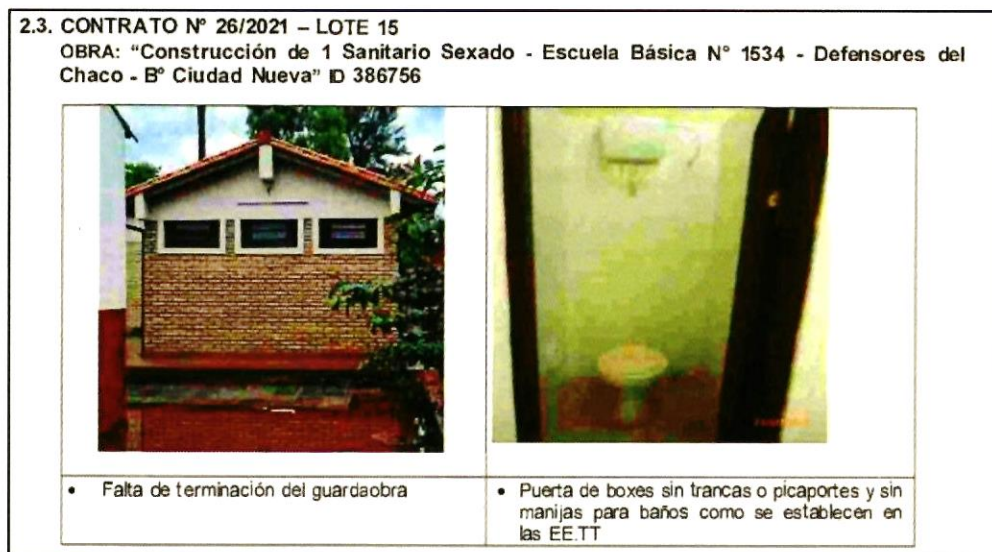 2.3. CONTRATO Nº 26/2021 – LOTE 15
OBRA: “Construcción de 1 Sanitario Sexado - Escuela Básica N° 1534 - Defensores del
Chaco - Bº Ciudad Nueva” ID 386756
• Falta de terminación del guardaobra
• Puerta de boxes sin trancas o picaportes y sin
manijas para baños como se establecen en
las EE.TT